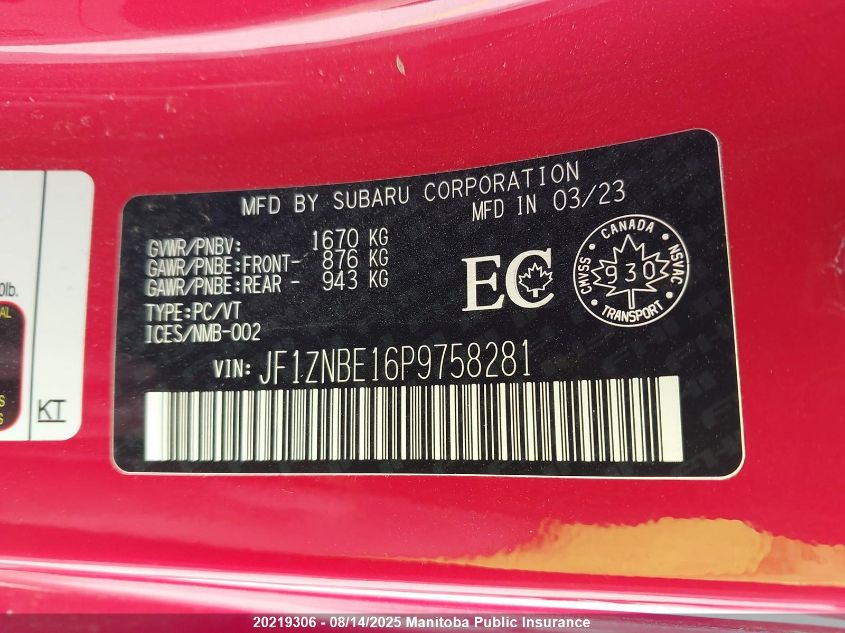 MFD BY SUBARU CORPORATION
MFD IN 03/23
GVWR/PNBV: 1670 KG
GAWR/PNBE:FRONT- 876 KG
GAWR/PNBE:REAR - 943 KG
TYPE:PC/VT
ICES/NMB-002
EC
CANADA
CMVSS
930
NSVAC
TRANSPORT
VIN: JF1ZNBE16P9758281
0lb.
AL
S
S
KT
20219306 - 08/14/2025 Manitoba Public Insurance